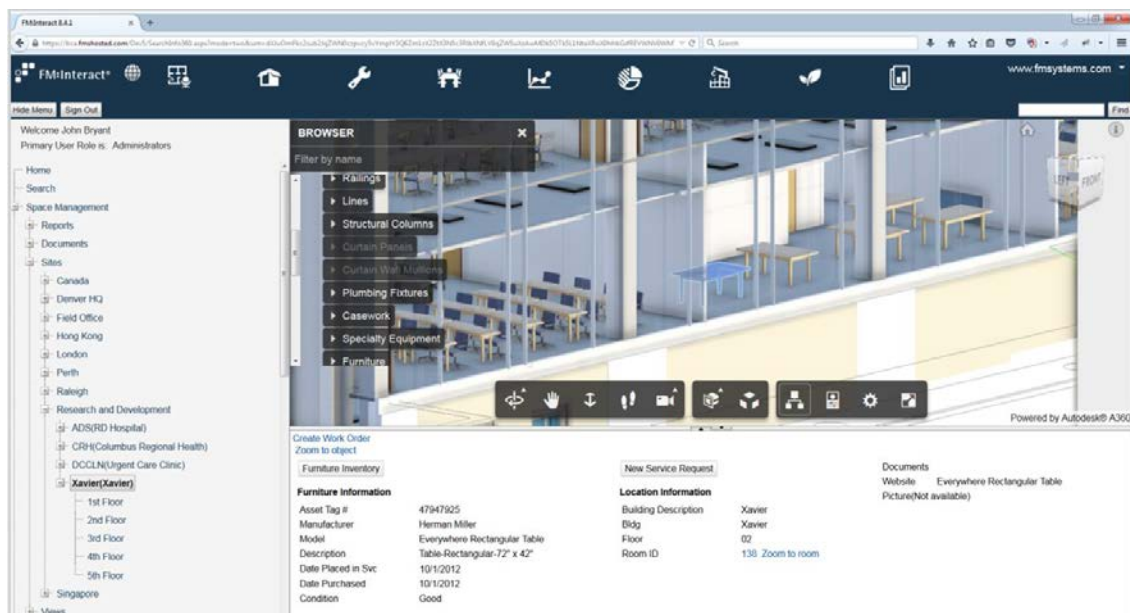 FM:Interact 8.4.1
Search
FM:Interact®
www.fmsystems.com
Hide Menu
Sign Out
Find
Welcome John Bryant
Primary User Role is: Administrators
Home
Search
Space Management
Reports
Documents
Sites
Canada
Denver HQ
Field Office
Hong Kong
London
Perth
Raleigh
Research and Development
ADS(RD Hospital)
CRH(Columbus Regional Health)
DCCLN(Urgent Care Clinic)
Xavier(Xavier)
1st Floor
2nd Floor
3rd Floor
4th Floor
5th Floor
Singapore
Views
BROWSER
Filter by name
Railings
Lines
Structural Columns
Curtain Panels
Curtain Wall Mullions
Plumbing Fixtures
Casework
Specialty Equipment
Furniture
LEFT
FRONT
Powered by Autodesk® A360
Create Work Order
Zoom to object
Furniture Inventory
Furniture Information
Asset Tag # 47947925
Manufacturer Herman Miller
Model Everywhere Rectangular Table
Description Table-Rectangular-72" x 42"
Date Placed in Svc 10/1/2012
Date Purchased 10/1/2012
Condition Good
New Service Request
Location Information
Building Description Xavier
Bldg Xavier
Floor 02
Room ID 138 Zoom to room
Documents
Website Everywhere Rectangular Table
Picture(Not available)